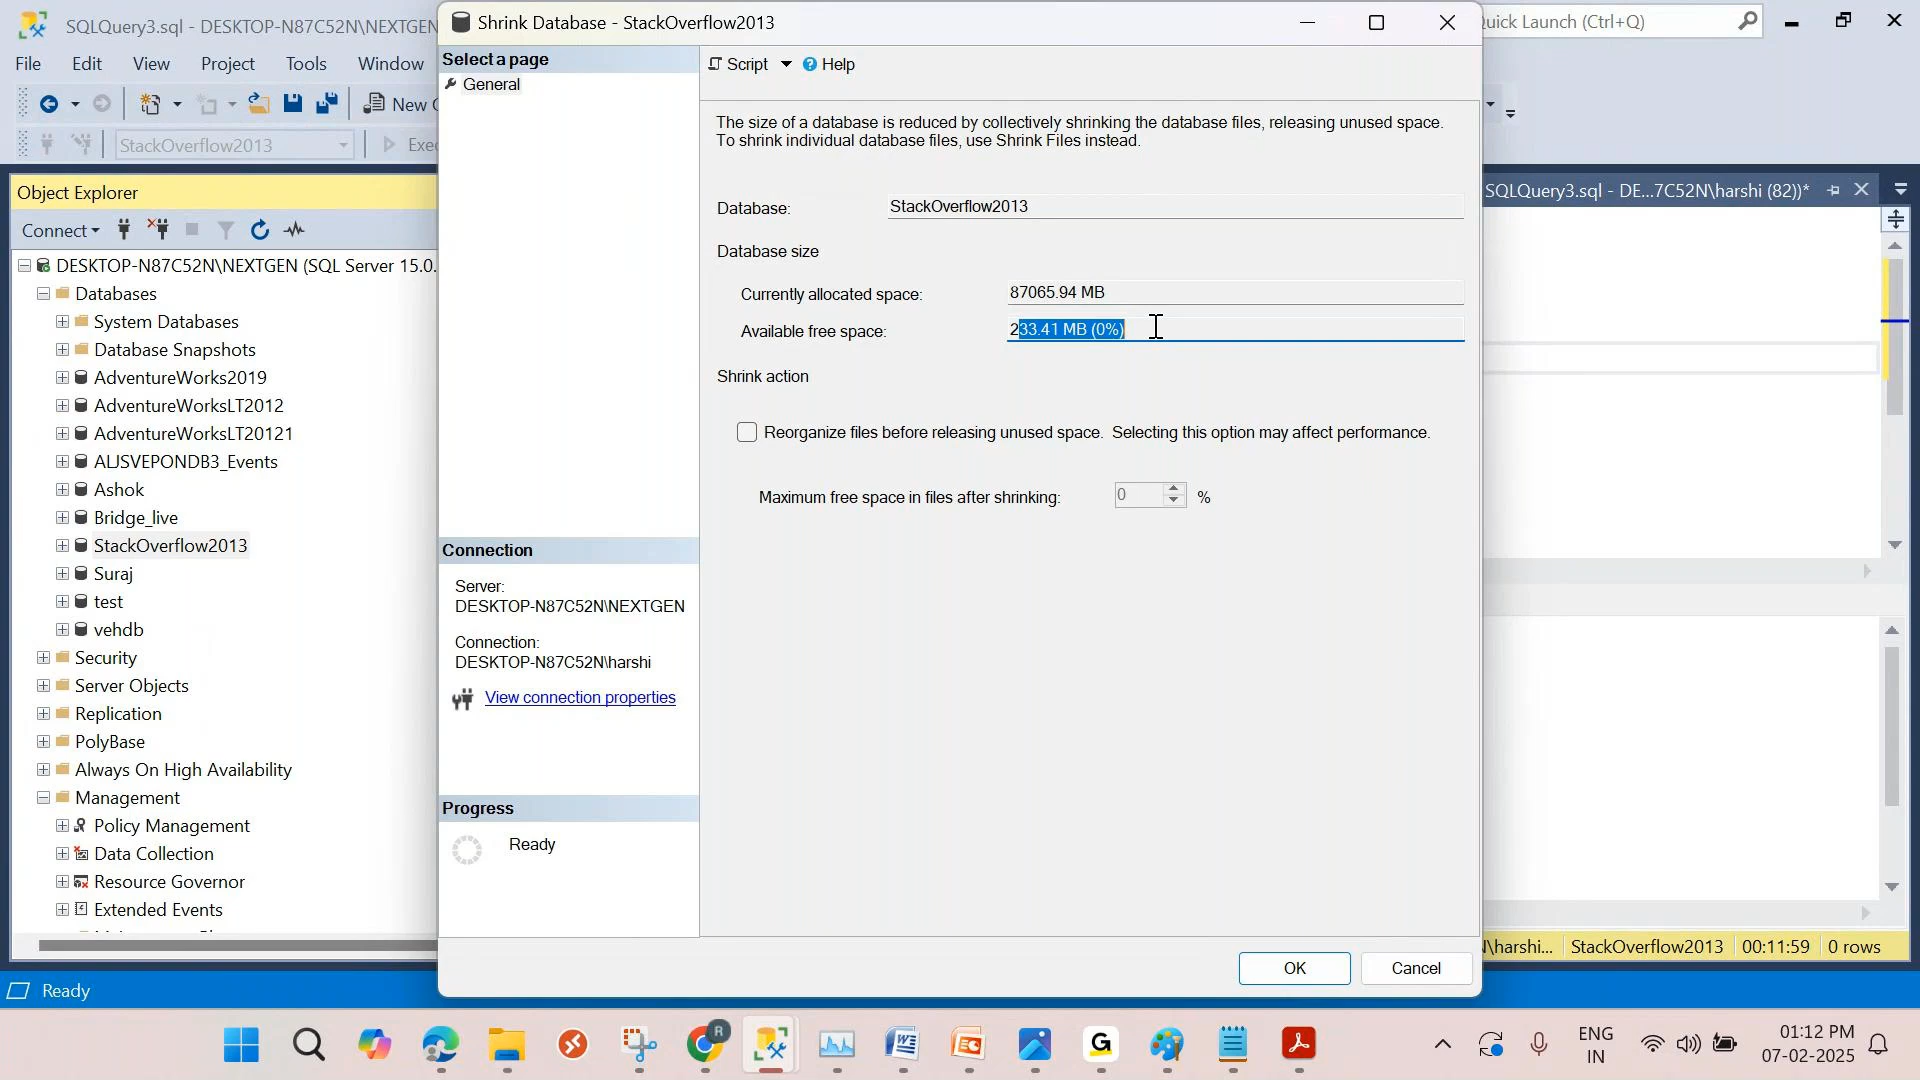 SQLQuery3.sql - DESKTOP-N87C52N\NEXTGEN
File Edit View Project Tools Window
New
StackOverflow2013
Exec
Quick Launch (Ctrl+Q)
Object Explorer
Connect
DESKTOP-N87C52N\NEXTGEN (SQL Server 15.0.
Databases
System Databases
Database Snapshots
AdventureWorks2019
AdventureWorksLT2012
AdventureWorksLT20121
ALJSVEPONDB3_Events
Ashok
Bridge_live
StackOverflow2013
Suraj
test
vehdb
Security
Server Objects
Replication
PolyBase
Always On High Availability
Management
Policy Management
Data Collection
Resource Governor
Extended Events
Ready
Shrink Database - StackOverflow2013
Select a page
General
Connection
Server:
DESKTOP-N87C52N\NEXTGEN
Connection:
DESKTOP-N87C52N\harshi
View connection properties
Progress
Ready
Script Help
The size of a database is reduced by collectively shrinking the database files, releasing unused space.
To shrink individual database files, use Shrink Files instead.
Database: StackOverflow2013
Database size
Currently allocated space: 87065.94 MB
Available free space: 233.41 MB (0%)
Shrink action
Reorganize files before releasing unused space. Selecting this option may affect performance.
Maximum free space in files after shrinking: 0 %
OK Cancel
SQLQuery3.sql - DE...7C52N\harshi (82))*
N\harshi... StackOverflow2013 00:11:59 0 rows
R
G
ENG
IN
01:12 PM
07-02-2025